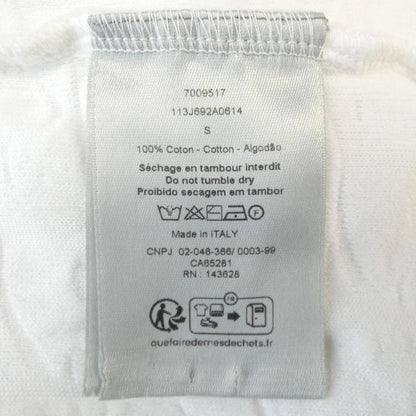 7009517
113J692A0614
S
100% Coton - Cotton - Algodão
Séchage en tambour interdit
Do not tumble dry
Proibido secagem em tambor
F
Made in ITALY
CNPJ 02-046-366/ 0003-99
CA65281
RN : 143628
quefairedemesdechets.fr